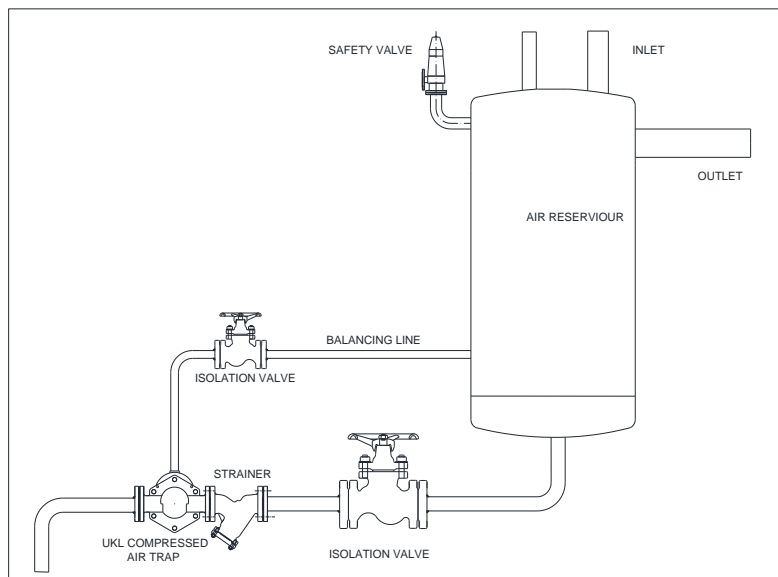 SAFETY VALVE
INLET
OUTLET
AIR RESERVIOUR
BALANCING LINE
ISOLATION VALVE
STRAINER
UKL COMPRESSED
AIR TRAP
ISOLATION VALVE